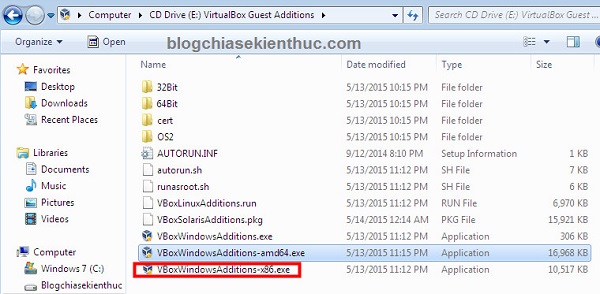 Computer ▸ CD Drive (E:) VirtualBox Guest Additions ▸
Search CD Drive (E:) VirtualBox Guest ...
Organize Open blogchiasekienthuc.com
Name Date modified Type Size
Favorites
Desktop
Downloads
Recent Places
Libraries
Documents
Music
Pictures
Videos
Computer
Windows 7 (C:)
Blogchiasekienthuc
32Bit 5/13/2015 10:15 PM File folder
64Bit 5/13/2015 10:15 PM File folder
cert 5/13/2015 10:15 PM File folder
OS2 5/13/2015 10:15 PM File folder
AUTORUN.INF 9/12/2014 8:10 PM Setup Information 1 KB
autorun.sh 5/13/2015 11:12 PM SH File 7 KB
runasroot.sh 5/13/2015 11:12 PM SH File 6 KB
VBoxLinuxAdditions.run 5/13/2015 11:12 PM RUN File 6,970 KB
VBoxSolarisAdditions.pkg 5/14/2015 12:14 AM PKG File 15,921 KB
VBoxWindowsAdditions.exe 5/13/2015 11:12 PM Application 306 KB
VBoxWindowsAdditions-amd64.exe 5/13/2015 11:15 PM Application 16,968 KB
VBoxWindowsAdditions-x86.exe 5/13/2015 11:12 PM Application 10,517 KB